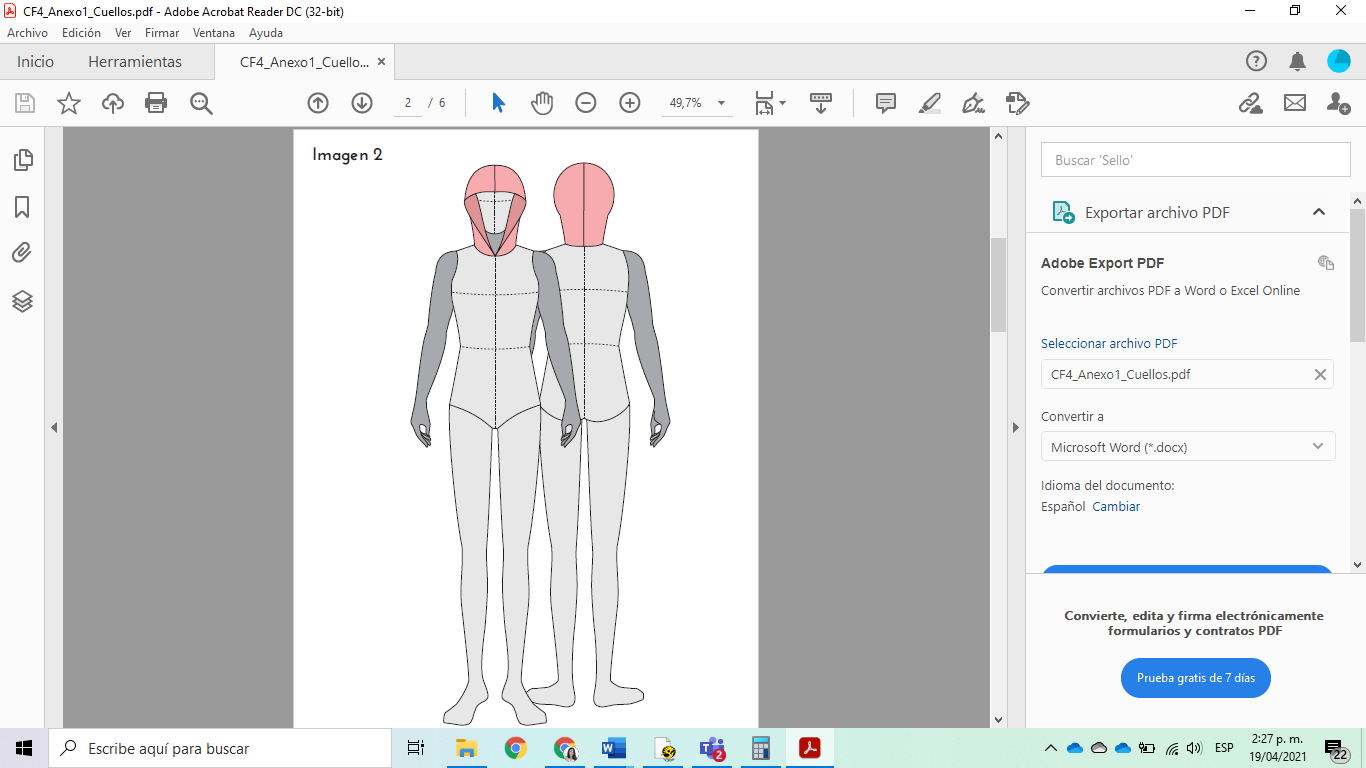 CF4_Anexo1_Cuellos.pdf - Adobe Acrobat Reader DC (32-bit)
Archivo Edición Ver Firmar Ventana Ayuda
Inicio Herramientas CF4_Anexo1_Cuello...
2 / 6 49,7%
Imagen 2
Buscar 'Sello'
Exportar archivo PDF
Adobe Export PDF
Convertir archivos PDF a Word o Excel Online
Seleccionar archivo PDF
CF4_Anexo1_Cuellos.pdf
Convertir a
Microsoft Word (*.docx)
Idioma del documento:
Español Cambiar
Convierte, edita y firma electrónicamente
formularios y contratos PDF
Prueba gratis de 7 días
Escribe aquí para buscar
2
ESP
2:27 p. m.
19/04/2021
22